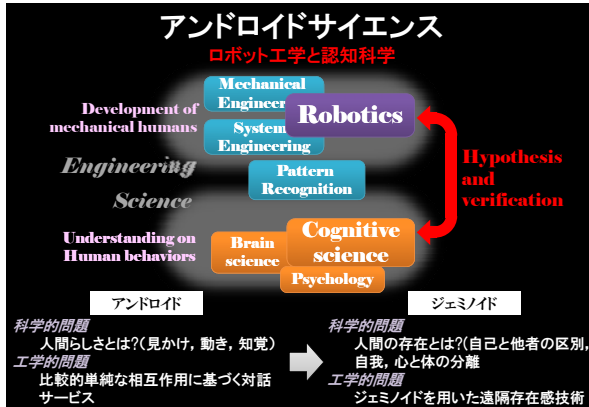 アンドロイドサイエンス
ロボット工学と認知科学
Mechanical
Engineer
Robotics
Development of
mechanical humans
System
Engineering
Engineering
Pattern
Recognition
Hypothesis
and
verification
Science
Understanding on
Human behaviors
Brain
science
Cognitive
science
Psychology
アンドロイド
科学的問題
人間らしさとは?(見かけ, 動き, 知覚)
工学的問題
比較的単純な相互作用に基づく対話
サービス
ジェミノイド
科学的問題
人間の存在とは?(自己と他者の区別,
自我, 心と体の分離
工学的問題
ジェミノイドを用いた遠隔存在感技術